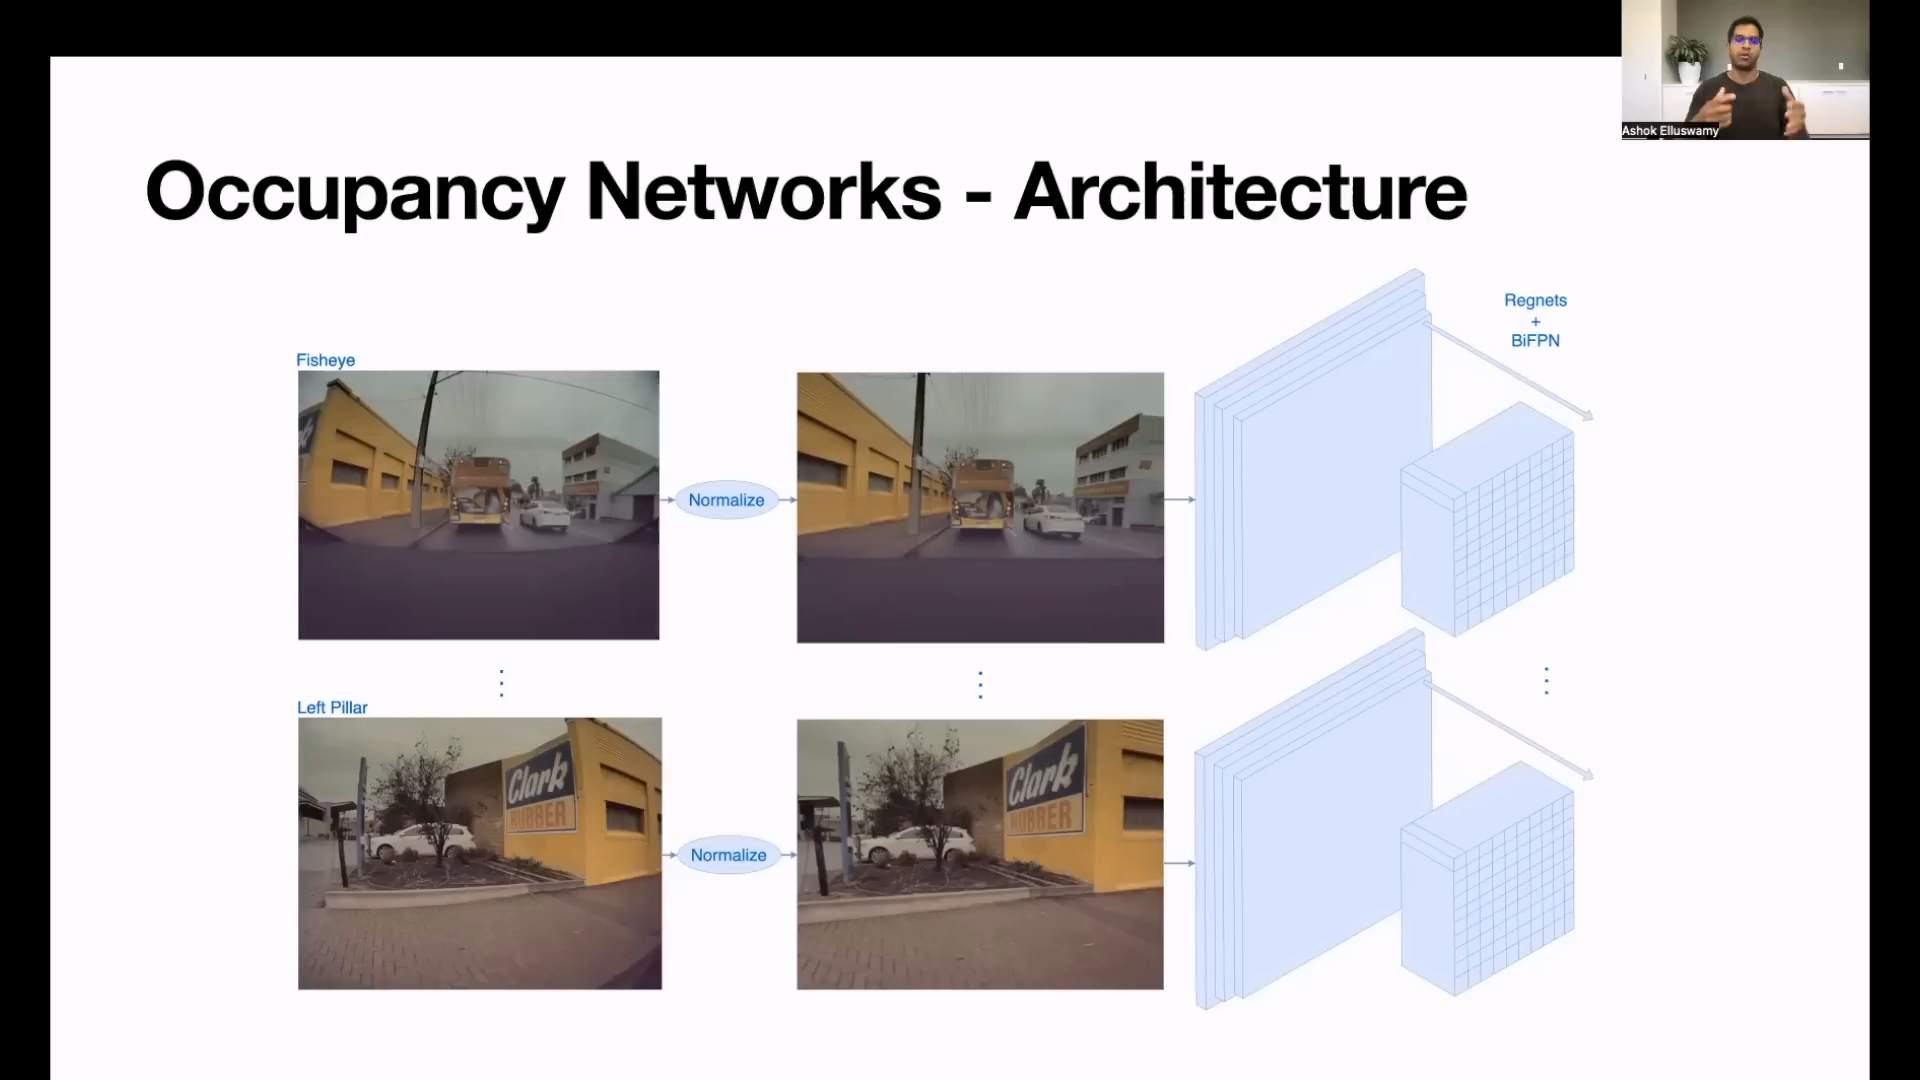 Ashok Elluswamy
Occupancy Networks - Architecture
Regnets
+
BiFPN
Fisheye
Normalize
Left Pillar
Clark
RUBBER
Normalize
Clark
RUBBER